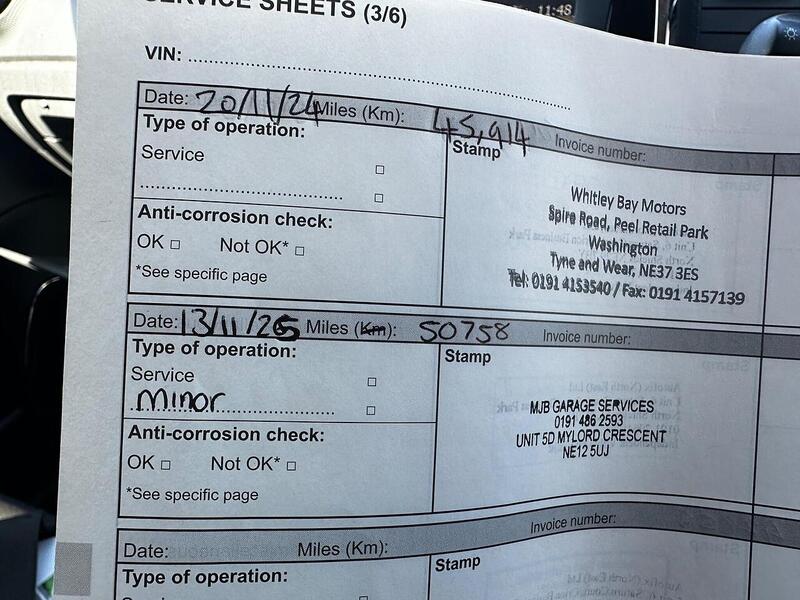 SERVICE SHEETS (3/6)
11:48
VIN:
Date: 20/11/24 Miles (Km): 45,914 Invoice number:
Type of operation:
Stamp
Service
Whitley Bay Motors
Spire Road, Peel Retail Park
Washington
Tyne and Wear, NE37 3ES
Tel: 0191 4153540 / Fax: 0191 4157139
Anti-corrosion check:
OK Not OK*
*See specific page
Date: 13/11/25 Miles (Km): 50758 Invoice number:
Type of operation:
Stamp
Service
Minor
MJB GARAGE SERVICES
0191 486 2593
UNIT 5D MYLORD CRESCENT
NE12 5UJ
Anti-corrosion check:
OK Not OK*
*See specific page
Date: Miles (Km): Invoice number:
Type of operation:
Stamp
Service